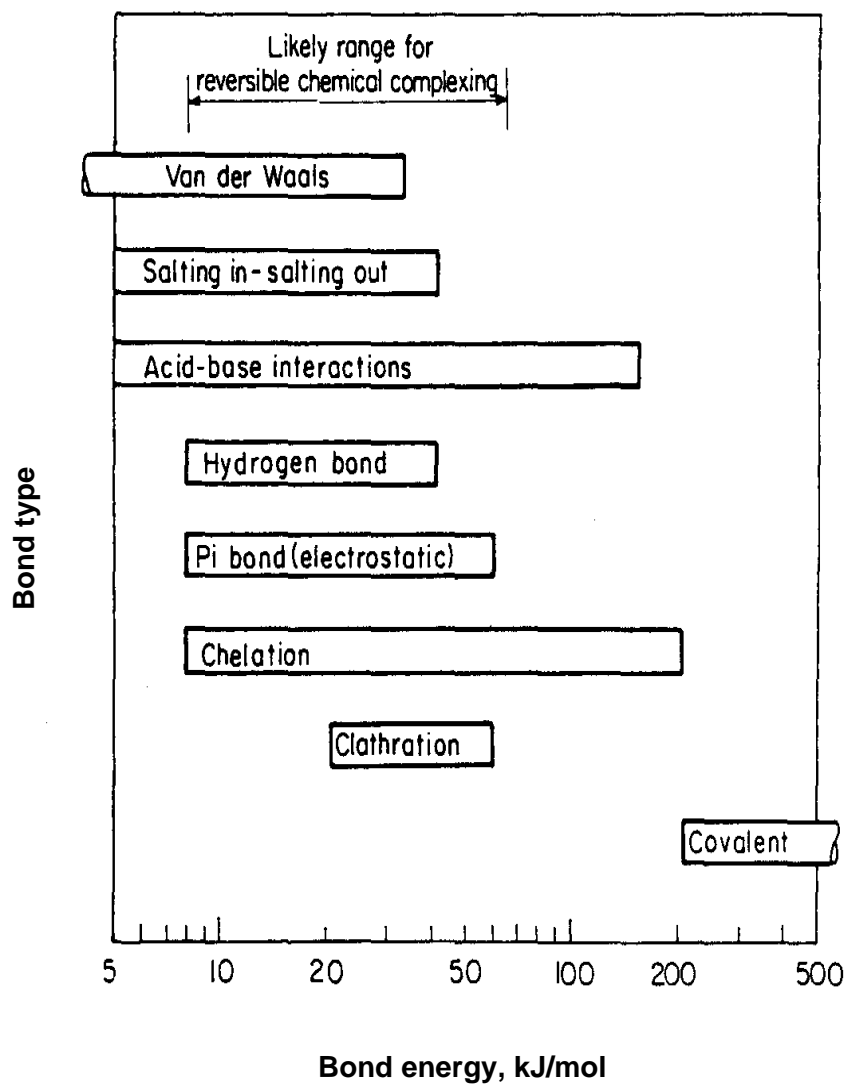 Likely range for
reversible chemical complexing
Van der Waals
Salting in-salting out
Acid-base interactions
Hydrogen bond
Pi bond (electrostatic)
Chelation
Clathration
Covalent
Bond type
5 10 20 50 100 200 500
Bond energy, kJ/mol